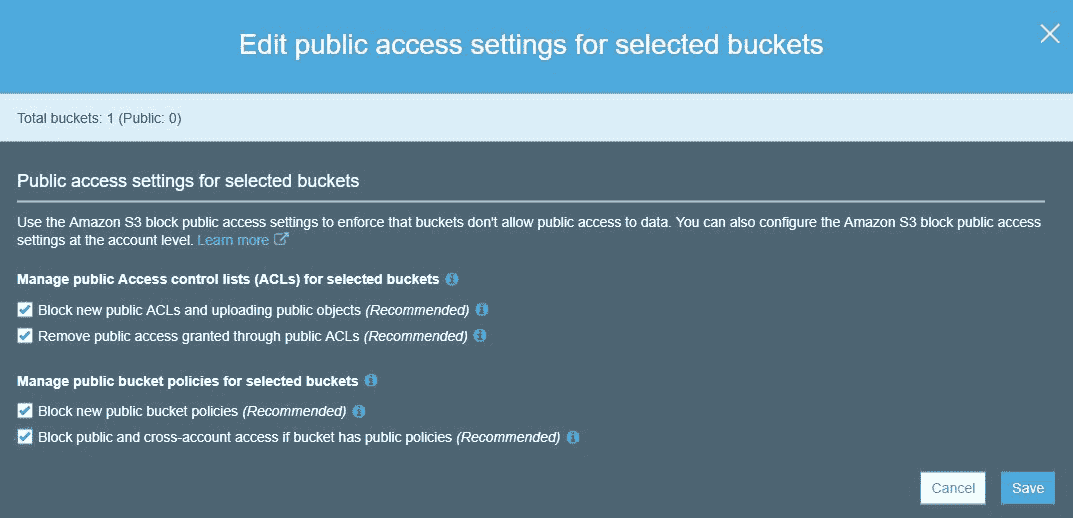 Edit public access settings for selected buckets
Total buckets: 1 (Public: 0)
Public access settings for selected buckets
Use the Amazon S3 block public access settings to enforce that buckets don't allow public access to data. You can also configure the Amazon S3 block public access
settings at the account level. Learn more
Manage public Access control lists (ACLs) for selected buckets
Block new public ACLs and uploading public objects (Recommended)
Remove public access granted through public ACLs (Recommended)
Manage public bucket policies for selected buckets
Block new public bucket policies (Recommended)
Block public and cross-account access if bucket has public policies (Recommended)
Cancel Save